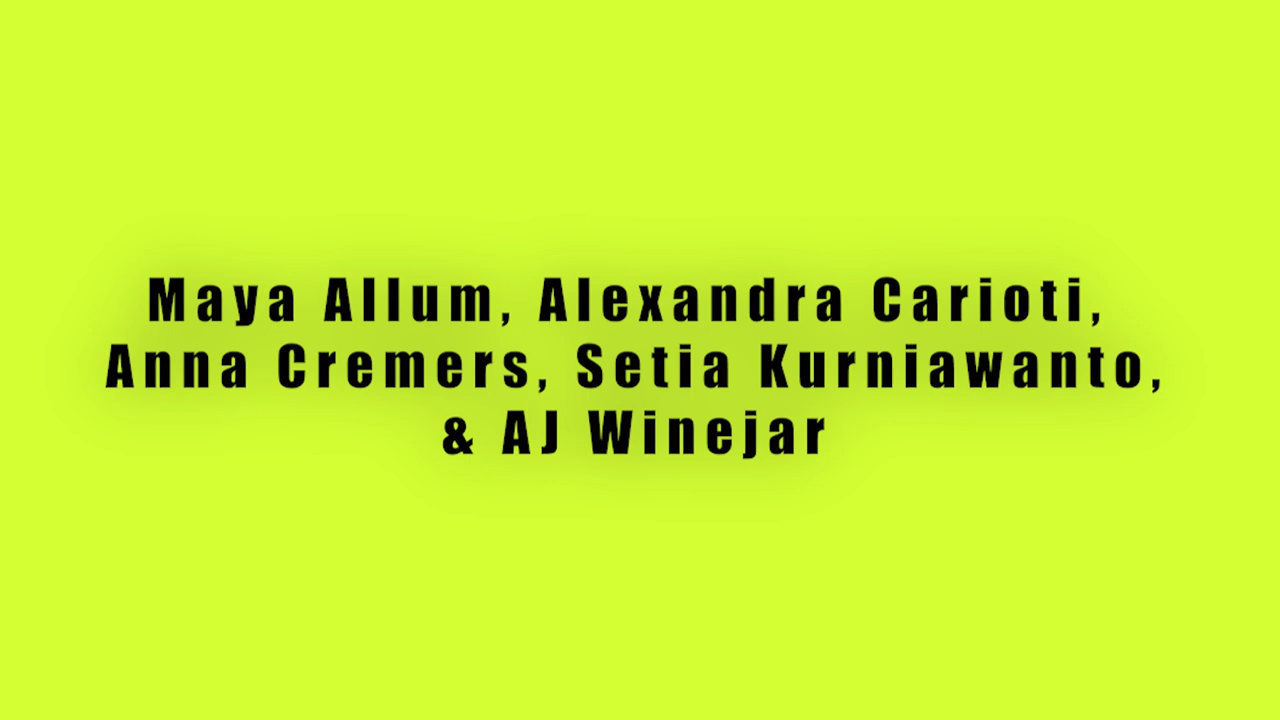 Maya Allum, Alexandra Carioti,
Anna Cremers, Setia Kurniawanto,
& AJ Winejar